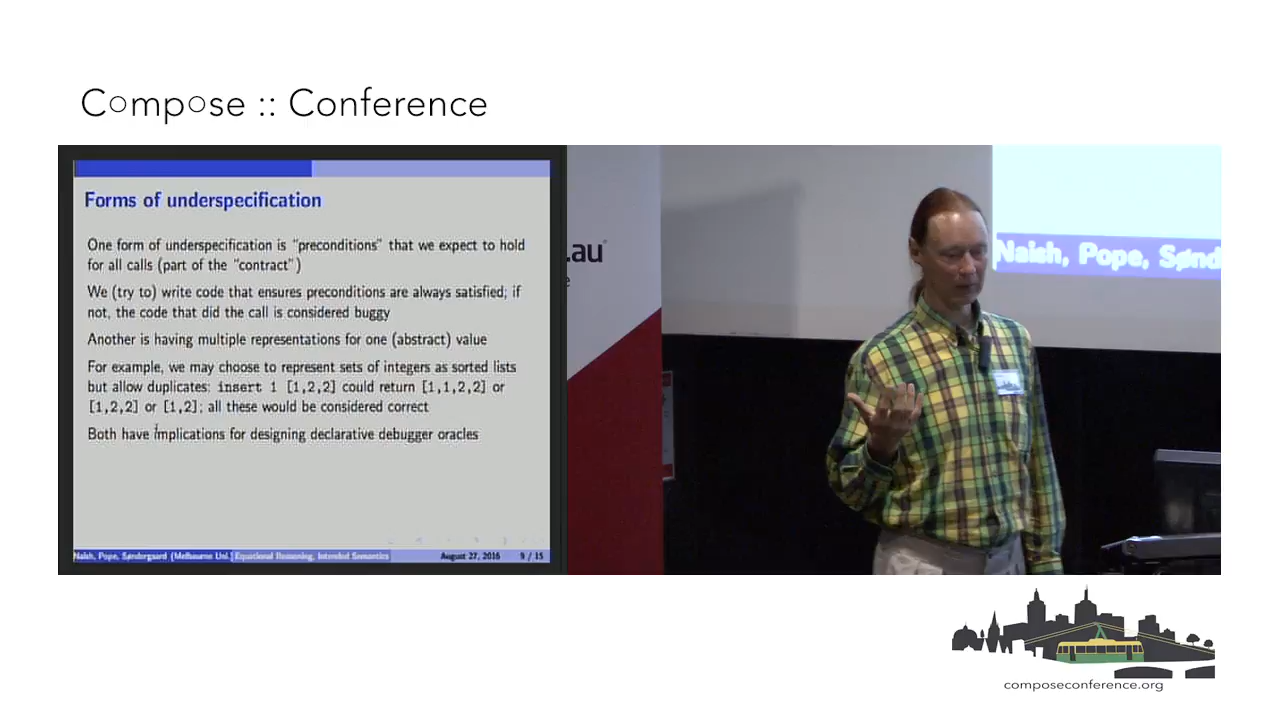 Compose :: Conference
Forms of underspecification
One form of underspecification is "preconditions" that we expect to hold
for all calls (part of the "contract")
We (try to) write code that ensures preconditions are always satisfied; if
not, the code that did the call is considered buggy
Another is having multiple representations for one (abstract) value
For example, we may choose to represent sets of integers as sorted lists
but allow duplicates: insert 1 [1,2,2] could return [1,1,2,2] or
[1,2,2] or [1,2]; all these would be considered correct
Both have implications for designing declarative debugger oracles
Naish, Pope, Søndergaard (Melbourne Uni.) Equational Reasoning, Intended Semantics August 27, 2016 9 / 15
.au
e
Naish, Pope, Sønd
composeconference.org